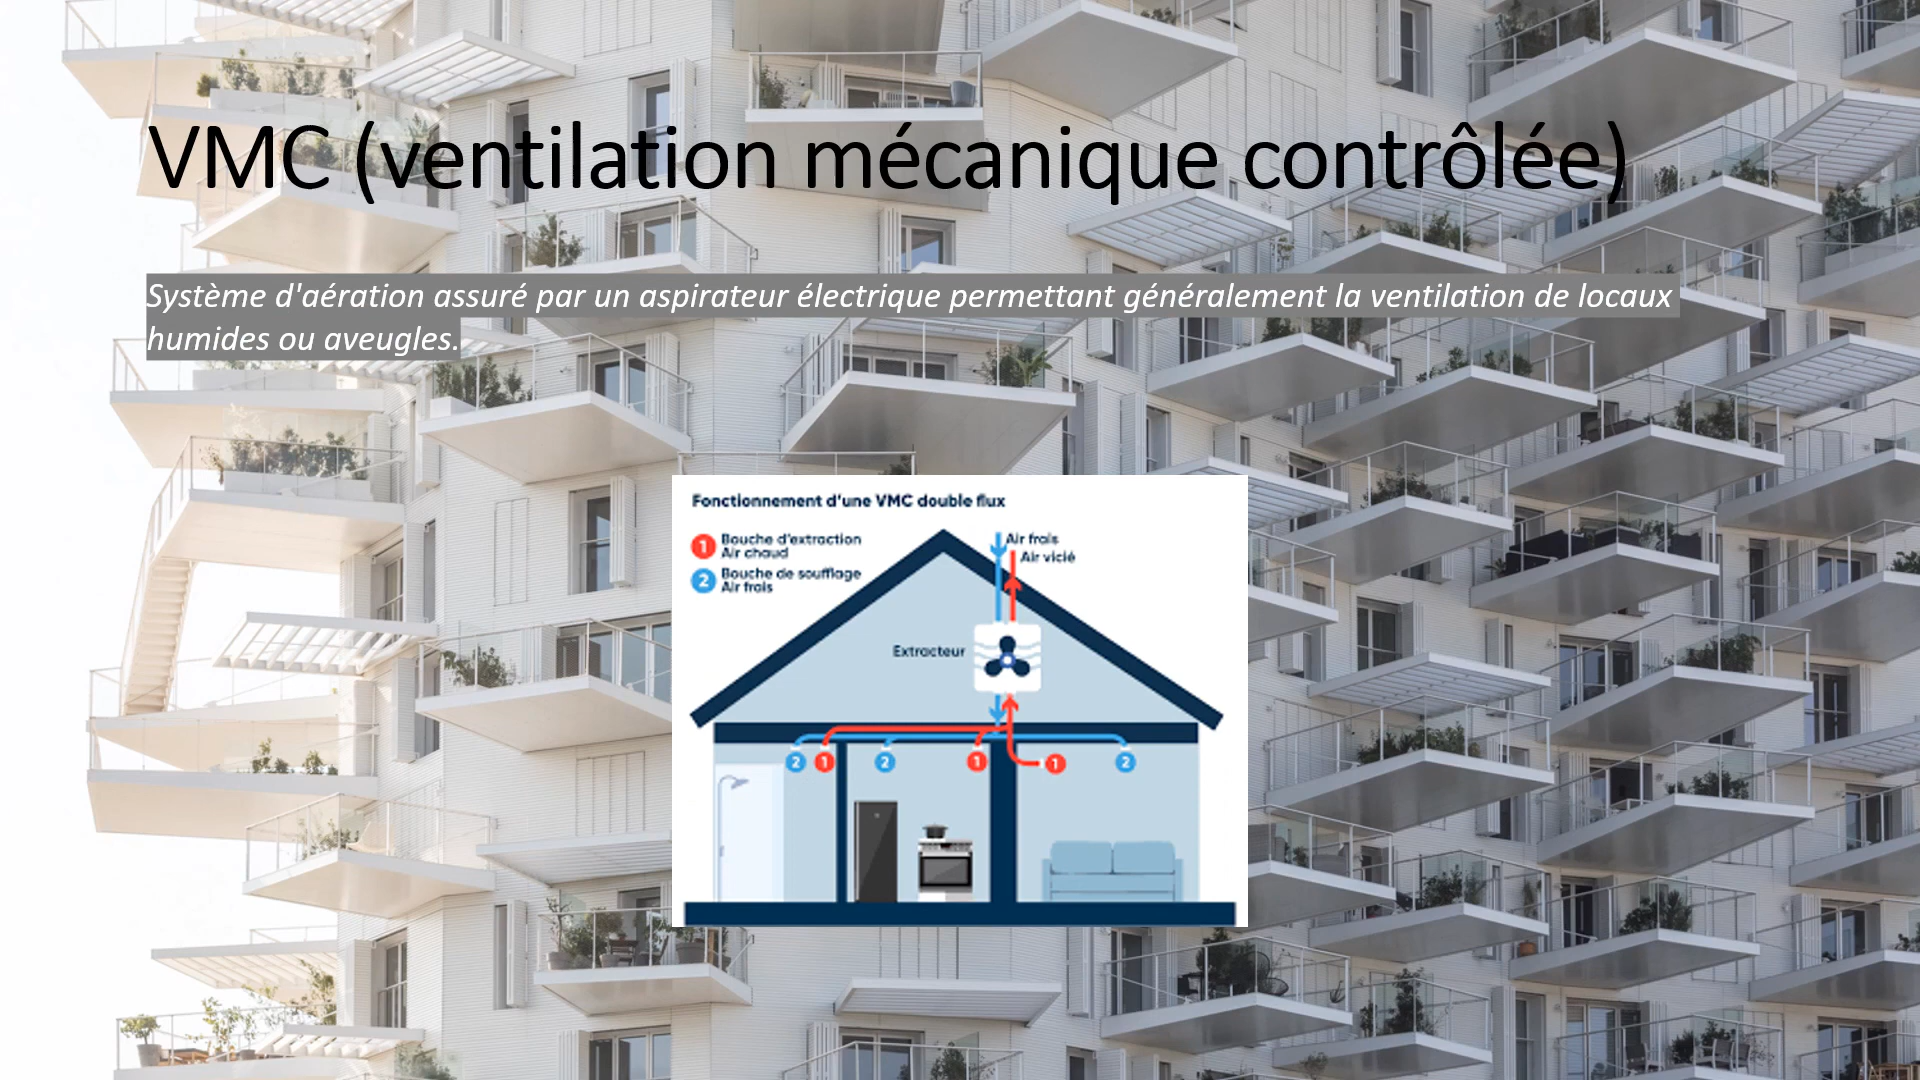 VMC (ventilation mécanique contrôlée)
Système d'aération assuré par un aspirateur électrique permettant généralement la ventilation de locaux
humides ou aveugles.
Fonctionnement d'une VMC double flux
1 Bouche d'extraction
Air chaud
2 Bouche de soufflage
Air frais
Air frais
Air vicié
Extracteur
2 1 2 1 1 2